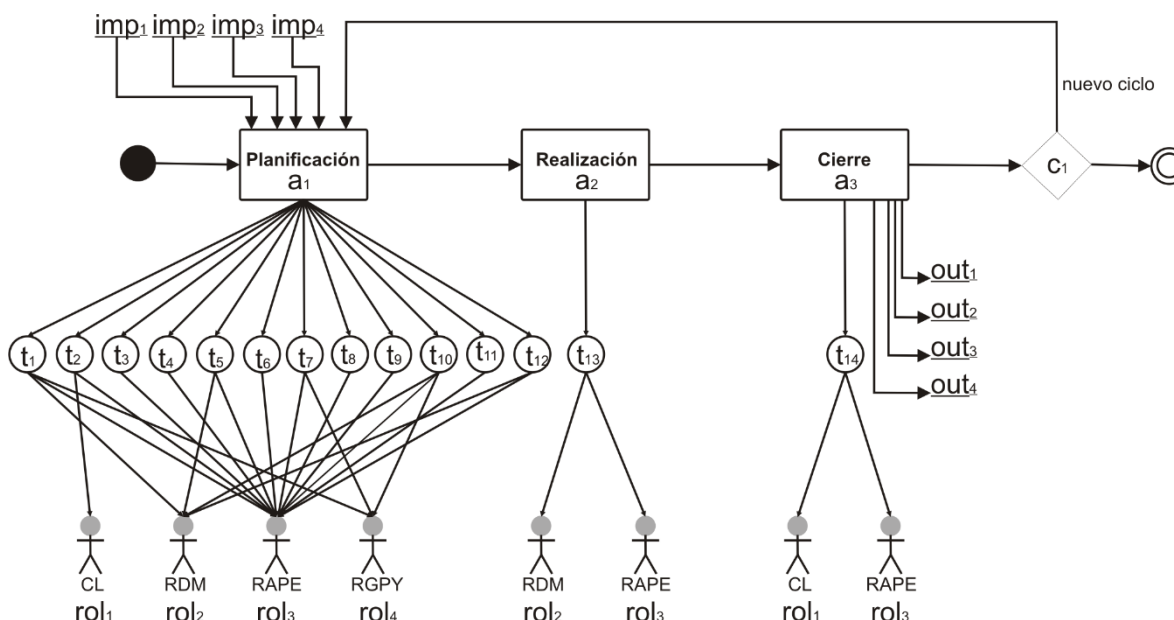 imp1 imp2 imp3 imp4
nuevo ciclo
Planificación
a1
Realización
a2
Cierre
a3
C1
out1
out2
out3
out4
t1 t2 t3 t4 t5 t6 t7 t8 t9 t10 t11 t12 t13 t14
CL RDM RAPE RGPY RDM RAPE CL RAPE
rol1 rol2 rol3 rol4 rol2 rol3 rol1 rol3